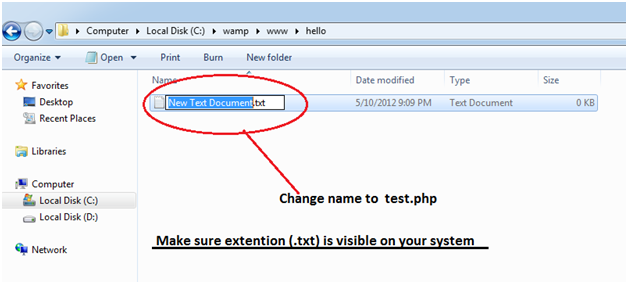 Computer ▸ Local Disk (C:) ▸ wamp ▸ www ▸ hello
Organize Open Print Burn New folder
Name Date modified Type Size
New Text Document.txt 5/10/2012 9:09 PM Text Document 0 KB
Favorites
Desktop
Recent Places
Libraries
Computer
Local Disk (C:)
Local Disk (D:)
Network
Change name to test.php
Make sure extention (.txt) is visible on your system